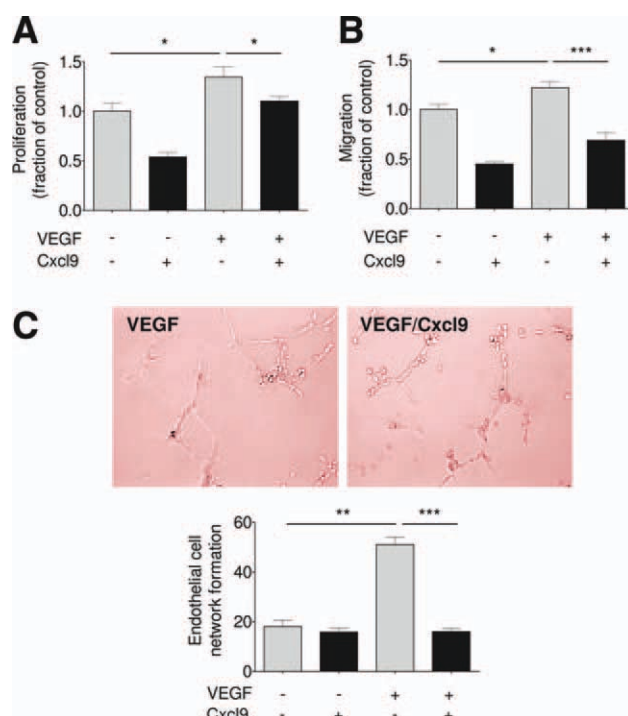 A
B
* *
* ***
Proliferation
(fraction of control)
1.5
1.0
0.5
0.0
Migration
(fraction of control)
1.5
1.0
0.5
0.0
VEGF - - + +
Cxcl9 - + - +
VEGF - - + +
Cxcl9 - + - +
C
VEGF
VEGF/Cxcl9
** ***
Endothelial cell
network formation
60
40
20
0
VEGF - - + +
Cxcl9 - + - +